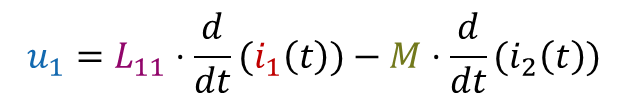 u₁ = L₁₁ · d/dt (i₁(t)) − M · d/dt (i₂(t))